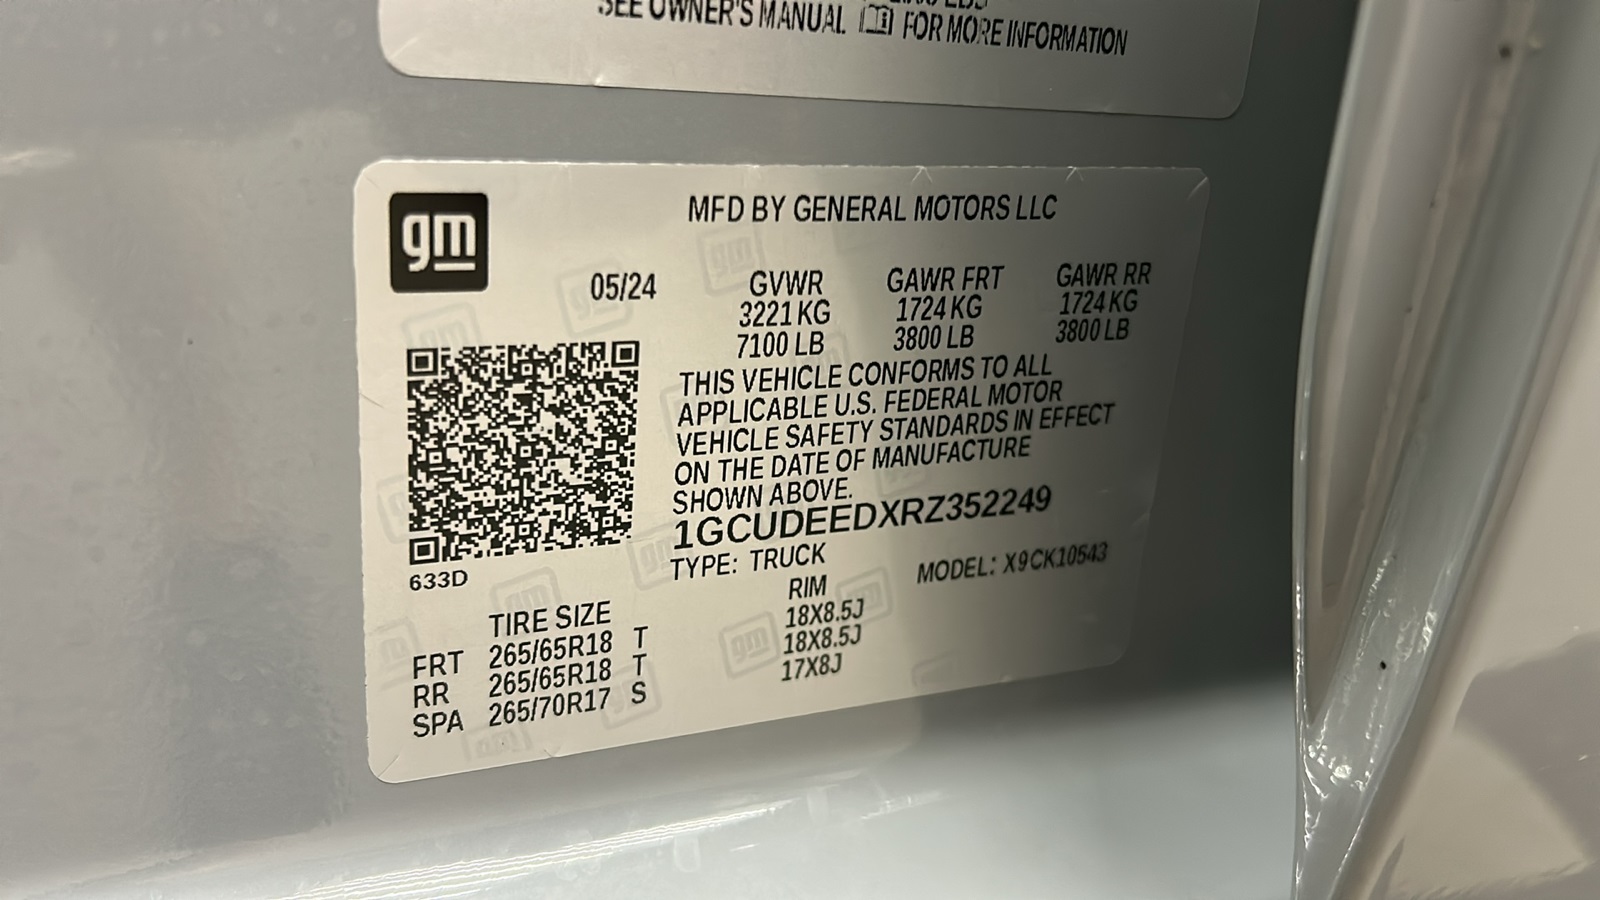 SEE OWNER'S MANUAL FOR MORE INFORMATION
gm
MFD BY GENERAL MOTORS LLC
05/24 GVWR GAWR FRT GAWR RR
3221 KG 1724 KG 1724 KG
7100 LB 3800 LB 3800 LB
THIS VEHICLE CONFORMS TO ALL
APPLICABLE U.S. FEDERAL MOTOR
VEHICLE SAFETY STANDARDS IN EFFECT
ON THE DATE OF MANUFACTURE
SHOWN ABOVE.
1GCUDEEDXRZ352249
TYPE: TRUCK MODEL: X9CK10543
633D
TIRE SIZE RIM
FRT 265/65R18 T 18X8.5J
RR 265/65R18 T 18X8.5J
SPA 265/70R17 S 17X8J